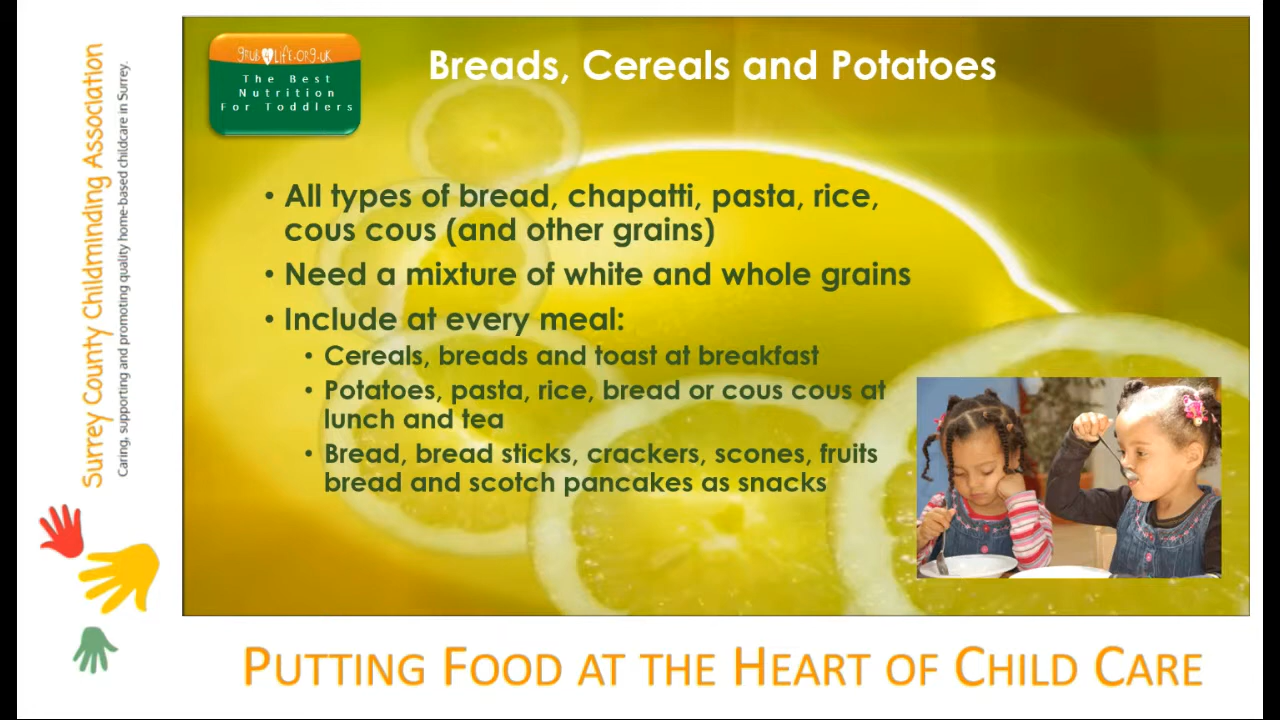 Surrey County Childminding Association
Caring, supporting and promoting quality home-based childcare in Surrey.
grub4life.org.uk
The Best
Nutrition
For Toddlers
Breads, Cereals and Potatoes
• All types of bread, chapatti, pasta, rice,
cous cous (and other grains)
• Need a mixture of white and whole grains
• Include at every meal:
• Cereals, breads and toast at breakfast
• Potatoes, pasta, rice, bread or cous cous at
lunch and tea
• Bread, bread sticks, crackers, scones, fruits
bread and scotch pancakes as snacks
PUTTING FOOD AT THE HEART OF CHILD CARE